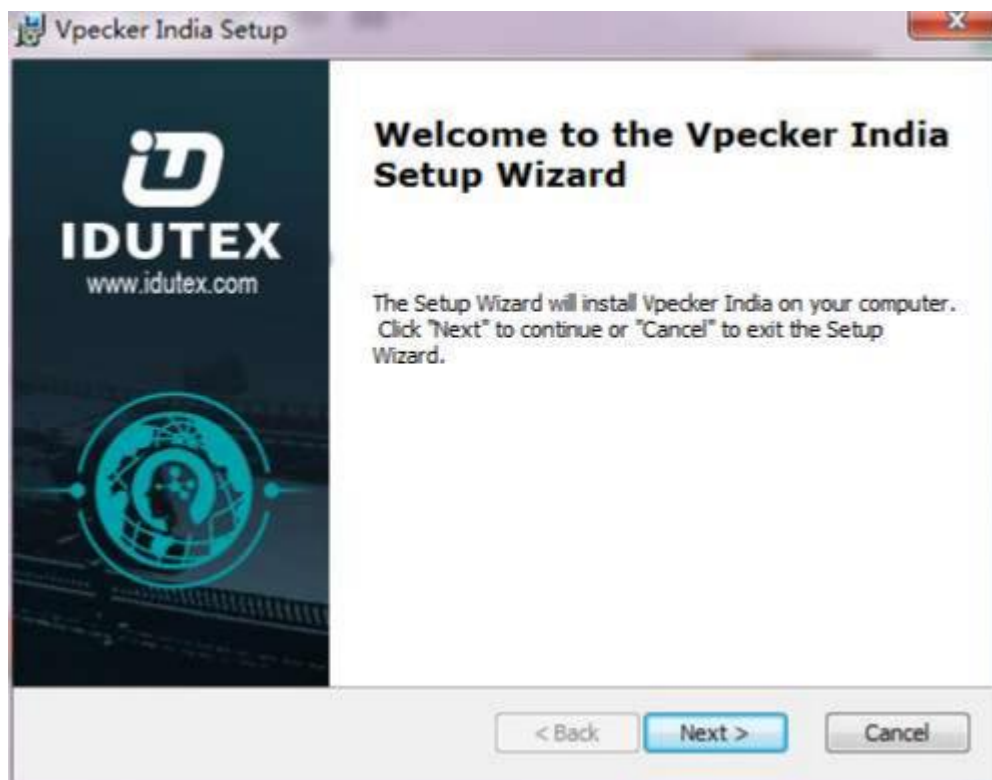 Vpecker India Setup
iD
IDUTEX
www.idutex.com
Welcome to the Vpecker India
Setup Wizard
The Setup Wizard will install Vpecker India on your computer.
Click "Next" to continue or "Cancel" to exit the Setup
Wizard.
< Back
Next >
Cancel